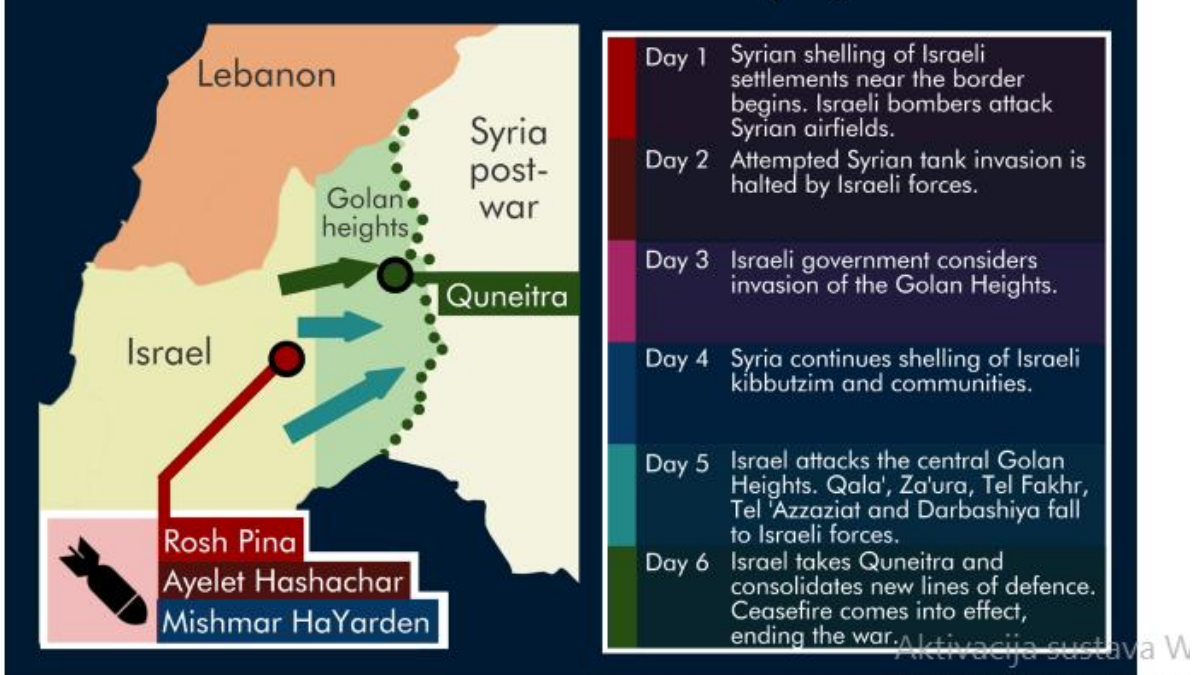 Lebanon
Syria
post-
war
Golan
heights
Quneitra
Israel
Rosh Pina
Ayelet Hashachar
Mishmar HaYarden
Day 1 Syrian shelling of Israeli
settlements near the border
begins. Israeli bombers attack
Syrian airfields.
Day 2 Attempted Syrian tank invasion is
halted by Israeli forces.
Day 3 Israeli government considers
invasion of the Golan Heights.
Day 4 Syria continues shelling of Israeli
kibbutzim and communities.
Day 5 Israel attacks the central Golan
Heights. Qala', Za'ura, Tel Fakhr,
Tel 'Azzaziat and Darbashiya fall
to Israeli forces.
Day 6 Israel takes Quneitra and
consolidates new lines of defence.
Ceasefire comes into effect,
ending the war.
Aktivacija sustava W